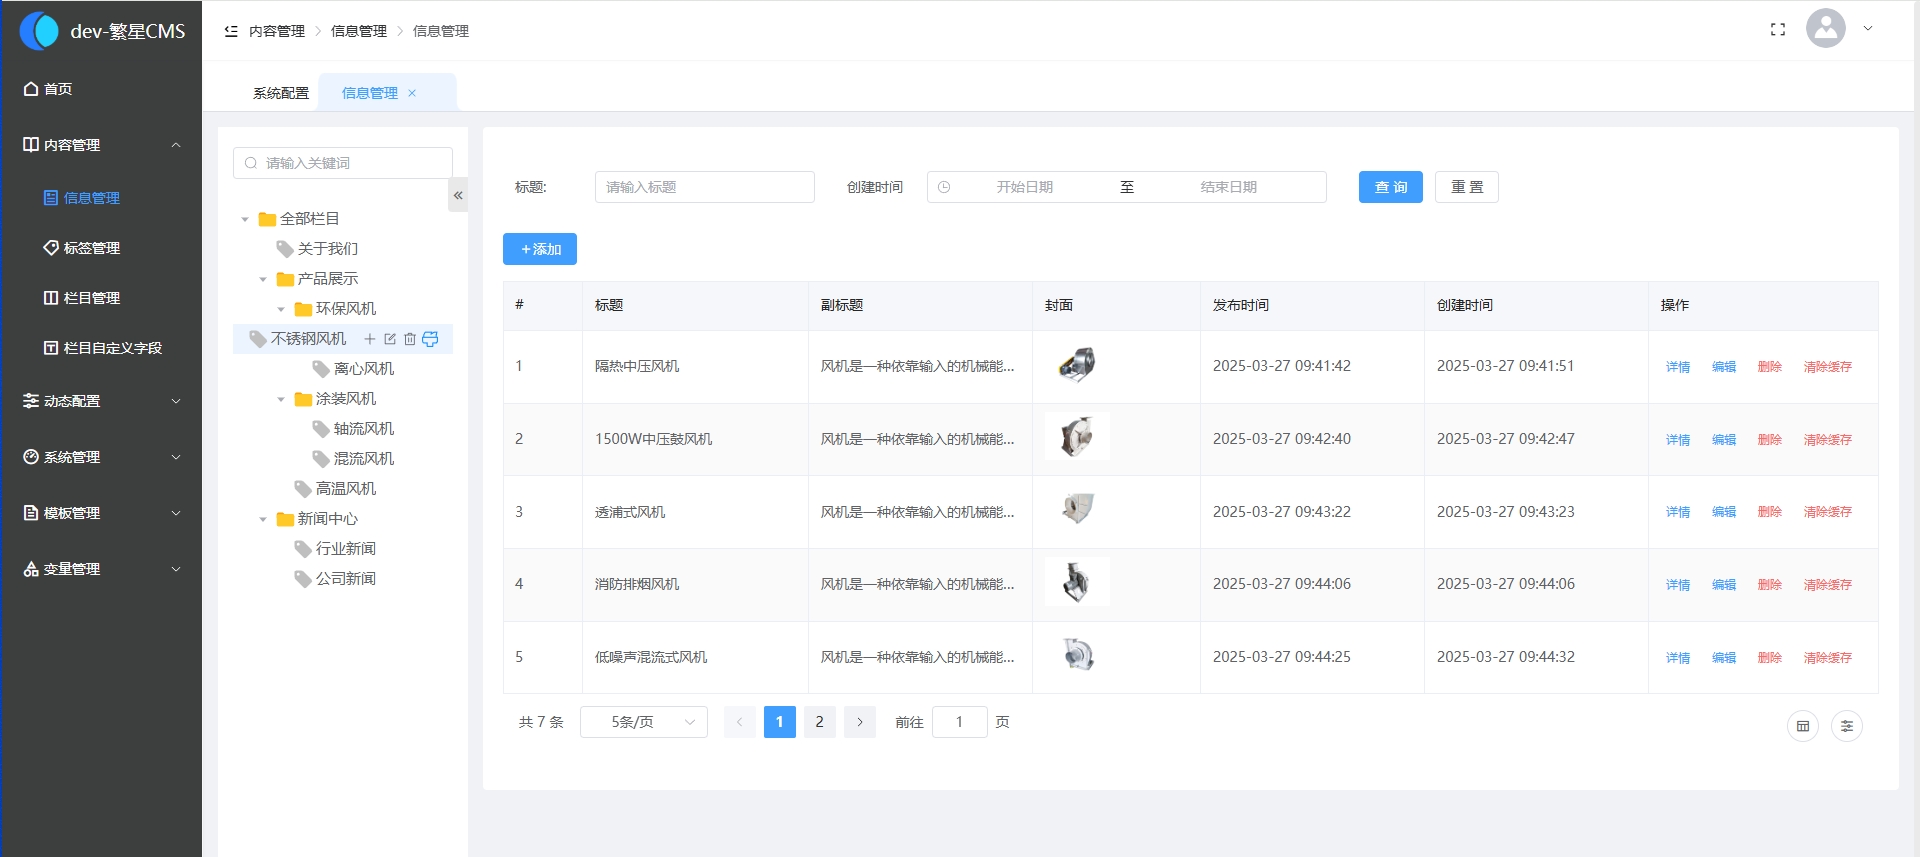 dev-繁星CMS
首页
内容管理
信息管理
标签管理
栏目管理
栏目自定义字段
动态配置
系统管理
模板管理
变量管理
内容管理 信息管理 信息管理
系统配置 信息管理
请输入关键词
全部栏目
关于我们
产品展示
环保风机
不锈钢风机
离心风机
涂装风机
轴流风机
混流风机
高温风机
新闻中心
行业新闻
公司新闻
标题: 请输入标题 创建时间 开始日期 至 结束日期 查 询 重 置
+添加
# 标题 副标题 封面 发布时间 创建时间 操作
1 隔热中压风机 风机是一种依靠输入的机械能... 2025-03-27 09:41:42 2025-03-27 09:41:51 详情 编辑 删除 清除缓存
2 1500W中压鼓风机 风机是一种依靠输入的机械能... 2025-03-27 09:42:40 2025-03-27 09:42:47 详情 编辑 删除 清除缓存
3 透浦式风机 风机是一种依靠输入的机械能... 2025-03-27 09:43:22 2025-03-27 09:43:23 详情 编辑 删除 清除缓存
4 消防排烟风机 风机是一种依靠输入的机械能... 2025-03-27 09:44:06 2025-03-27 09:44:06 详情 编辑 删除 清除缓存
5 低噪声混流式风机 风机是一种依靠输入的机械能... 2025-03-27 09:44:25 2025-03-27 09:44:32 详情 编辑 删除 清除缓存
共 7 条 5条/页 1 2 前往 1 页